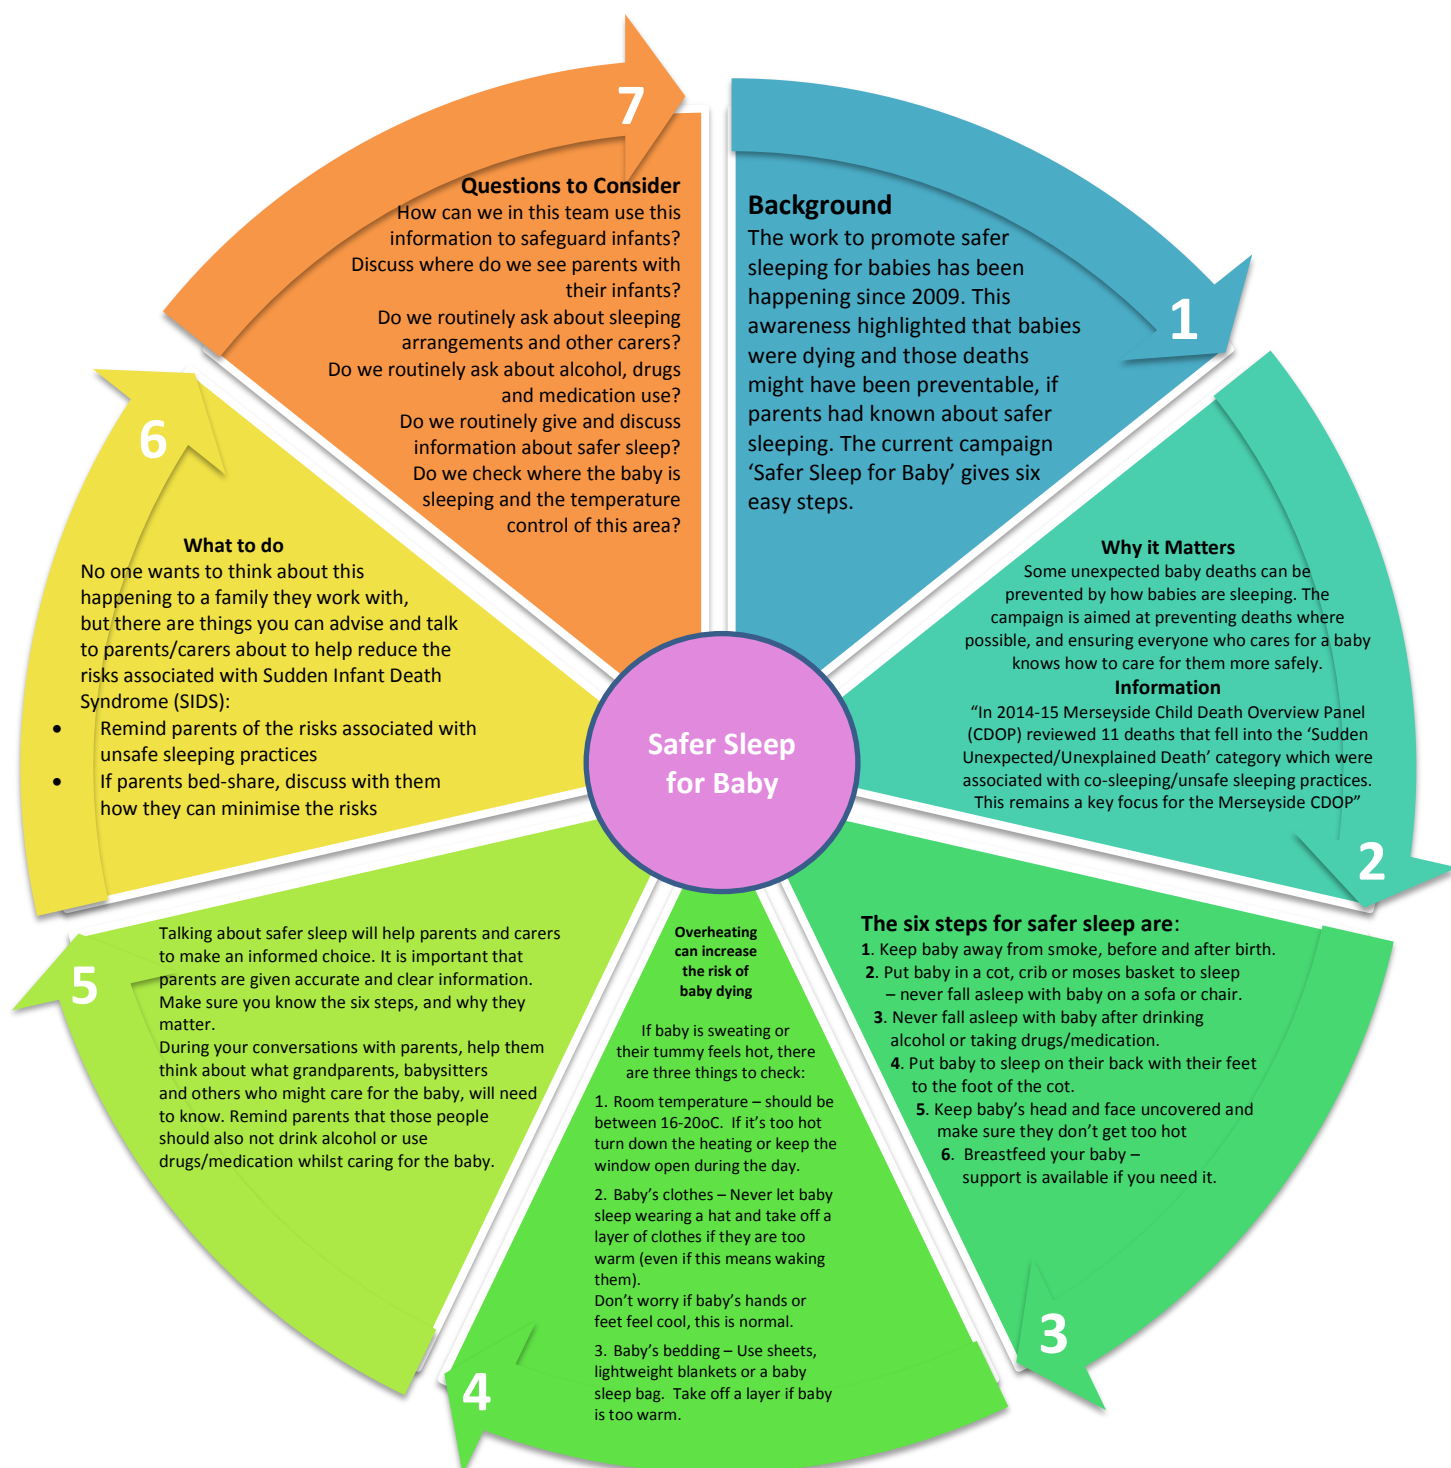 7
Questions to Consider
How can we in this team use this
information to safeguard infants?
Discuss where do we see parents with
their infants?
Do we routinely ask about sleeping
arrangements and other carers?
Do we routinely ask about alcohol, drugs
and medication use?
Do we routinely give and discuss
information about safer sleep?
Do we check where the baby is
sleeping and the temperature
control of this area?
Background
The work to promote safer
sleeping for babies has been
happening since 2009. This
awareness highlighted that babies
were dying and those deaths
might have been preventable, if
parents had known about safer
sleeping. The current campaign
‘Safer Sleep for Baby’ gives six
easy steps.
1
Why it Matters
Some unexpected baby deaths can be
prevented by how babies are sleeping. The
campaign is aimed at preventing deaths where
possible, and ensuring everyone who cares for a baby
knows how to care for them more safely.
Information
“In 2014-15 Merseyside Child Death Overview Panel
(CDOP) reviewed 11 deaths that fell into the ‘Sudden
Unexpected/Unexplained Death’ category which were
associated with co-sleeping/unsafe sleeping practices.
This remains a key focus for the Merseyside CDOP”
2
The six steps for safer sleep are:
1. Keep baby away from smoke, before and after birth.
2. Put baby in a cot, crib or moses basket to sleep
– never fall asleep with baby on a sofa or chair.
3. Never fall asleep with baby after drinking
alcohol or taking drugs/medication.
4. Put baby to sleep on their back with their feet
to the foot of the cot.
5. Keep baby’s head and face uncovered and
make sure they don’t get too hot
6. Breastfeed your baby –
support is available if you need it.
3
Overheating
can increase
the risk of
baby dying
If baby is sweating or
their tummy feels hot, there
are three things to check:
1. Room temperature – should be
between 16-20oC. If it’s too hot
turn down the heating or keep the
window open during the day.
2. Baby’s clothes – Never let baby
sleep wearing a hat and take off a
layer of clothes if they are too
warm (even if this means waking
them).
Don’t worry if baby’s hands or
feet feel cool, this is normal.
3. Baby’s bedding – Use sheets,
lightweight blankets or a baby
sleep bag. Take off a layer if baby
is too warm.
4
Talking about safer sleep will help parents and carers
to make an informed choice. It is important that
parents are given accurate and clear information.
Make sure you know the six steps, and why they
matter.
During your conversations with parents, help them
think about what grandparents, babysitters
and others who might care for the baby, will need
to know. Remind parents that those people
should also not drink alcohol or use
drugs/medication whilst caring for the baby.
5
6
What to do
No one wants to think about this
happening to a family they work with,
but there are things you can advise and talk
to parents/carers about to help reduce the
risks associated with Sudden Infant Death
Syndrome (SIDS):
• Remind parents of the risks associated with
unsafe sleeping practices
• If parents bed-share, discuss with them
how they can minimise the risks
Safer Sleep
for Baby